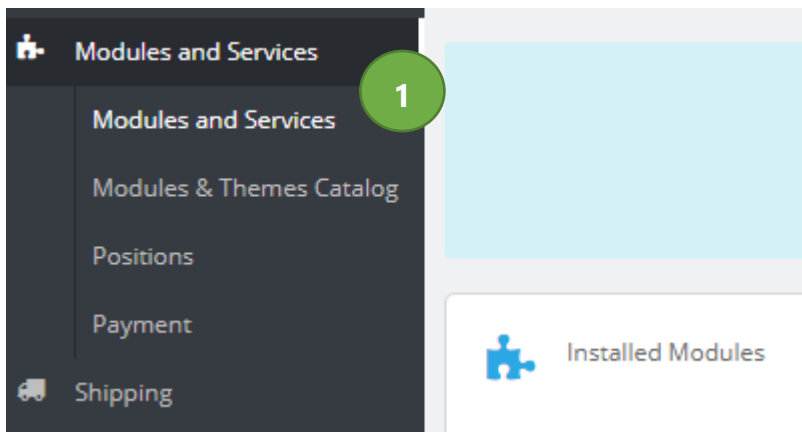 Modules and Services
1
Modules and Services
Modules & Themes Catalog
Positions
Payment
Shipping
Installed Modules